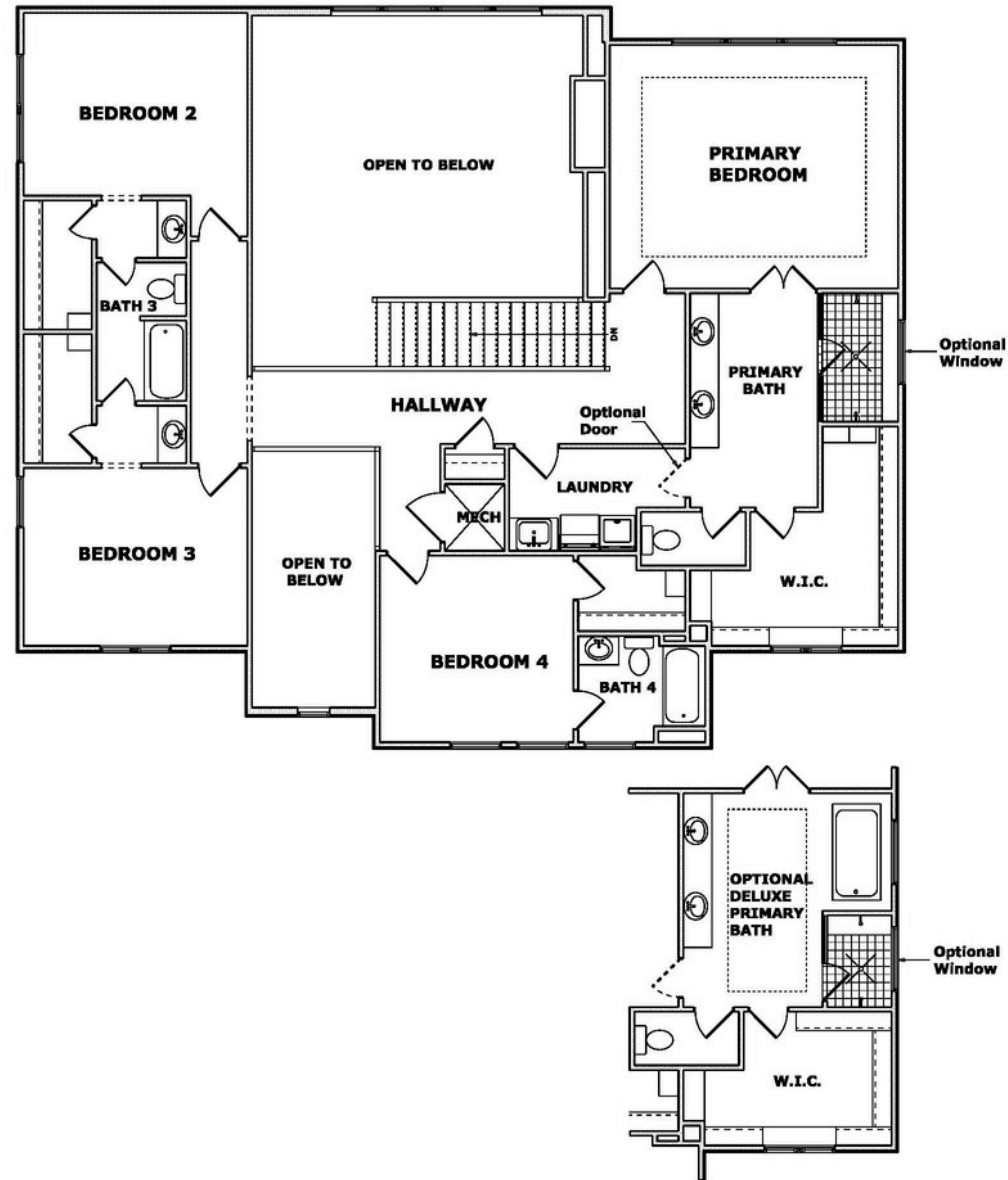 BEDROOM 2
OPEN TO BELOW
PRIMARY
BEDROOM
BATH 3
DN
Optional
Window
PRIMARY
BATH
HALLWAY
Optional
Door
LAUNDRY
MECH
BEDROOM 3
OPEN TO
BELOW
W.I.C.
BEDROOM 4
BATH 4
OPTIONAL
DELUXE
PRIMARY
BATH
Optional
Window
W.I.C.